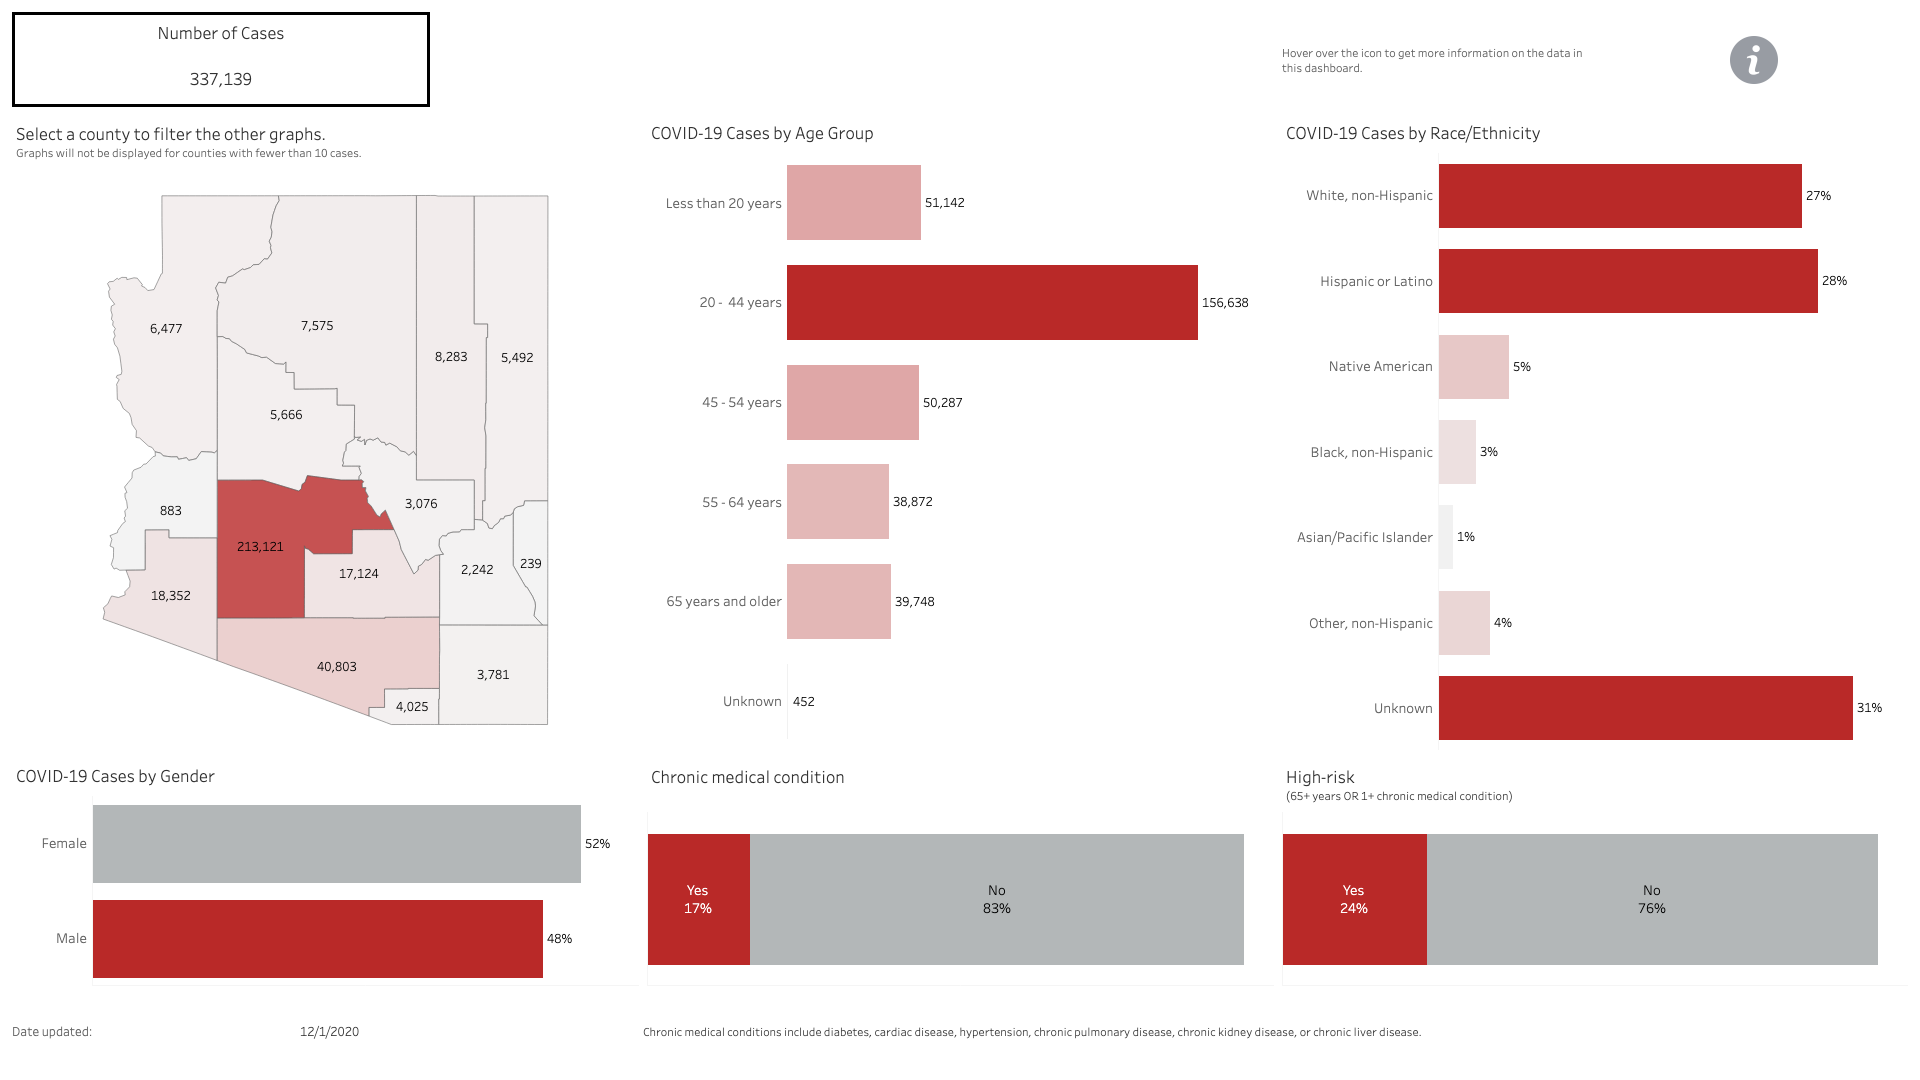 Number of Cases
337,139
Hover over the icon to get more information on the data in
this dashboard.
i
Select a county to filter the other graphs.
Graphs will not be displayed for counties with fewer than 10 cases.
6,477
7,575
8,283
5,492
5,666
883
3,076
213,121
17,124
2,242
239
18,352
40,803
3,781
4,025
COVID-19 Cases by Age Group
Less than 20 years
51,142
20 - 44 years
156,638
45 - 54 years
50,287
55 - 64 years
38,872
65 years and older
39,748
Unknown
452
COVID-19 Cases by Race/Ethnicity
White, non-Hispanic
27%
Hispanic or Latino
28%
Native American
5%
Black, non-Hispanic
3%
Asian/Pacific Islander
1%
Other, non-Hispanic
4%
Unknown
31%
COVID-19 Cases by Gender
Female
52%
Male
48%
Chronic medical condition
Yes
17%
No
83%
High-risk
(65+ years OR 1+ chronic medical condition)
Yes
24%
No
76%
Date updated:
12/1/2020
Chronic medical conditions include diabetes, cardiac disease, hypertension, chronic pulmonary disease, chronic kidney disease, or chronic liver disease.